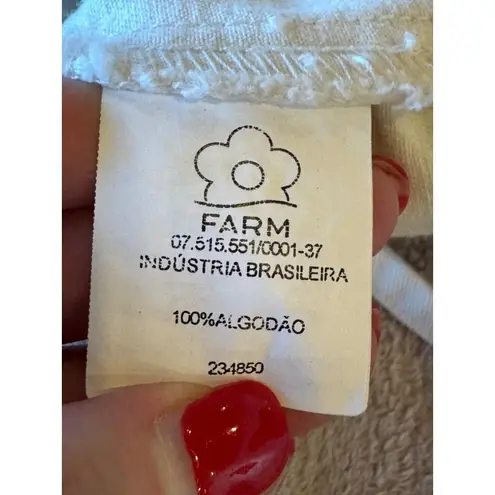 FARM
07.515.551/0001-37
INDÚSTRIA BRASILEIRA
100%ALGODÃO
234850